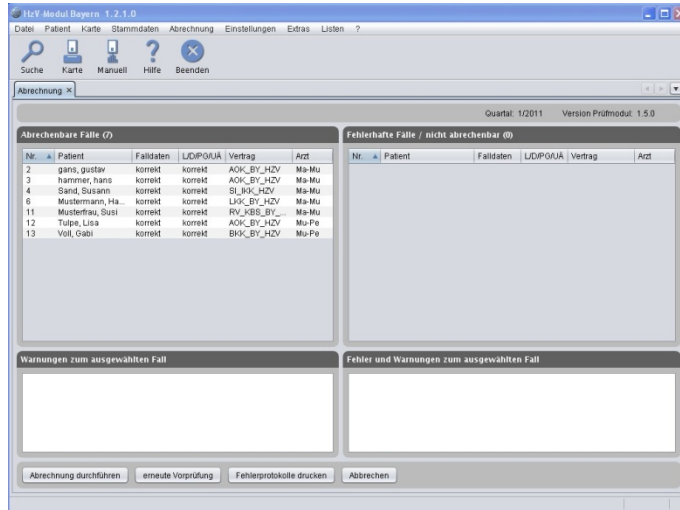 HzV-Modul Bayern 1.2.1.0
Datei Patient Karte Stammdaten Abrechnung Einstellungen Extras Listen ?
Suche Karte Manuell Hilfe Beenden
Abrechnung
Quartal: 1/2011 Version Prüfmodul: 1.5.0
Abrechenbare Fälle (7)
Nr. Patient Falldaten L/D/PG/UÄ Vertrag Arzt
2 gans, gustav korrekt korrekt AOK_BY_HZV Ma-Mu
3 hammer, hans korrekt korrekt AOK_BY_HZV Ma-Mu
4 Sand, Susann korrekt korrekt SI_IKK_HZV Ma-Mu
6 Mustermann, Ha... korrekt korrekt LKK_BY_HZV Ma-Mu
11 Musterfrau, Susi korrekt korrekt RV_KBS_BY_... Ma-Mu
12 Tulpe, Lisa korrekt korrekt AOK_BY_HZV Mu-Pe
13 Voll, Gabi korrekt korrekt BKK_BY_HZV Mu-Pe
Fehlerhafte Fälle / nicht abrechenbar (0)
Nr. Patient Falldaten L/D/PG/UÄ Vertrag Arzt
Warnungen zum ausgewählten Fall
Fehler und Warnungen zum ausgewählten Fall
Abrechnung durchführen erneute Vorprüfung Fehlerprotokolle drucken Abbrechen